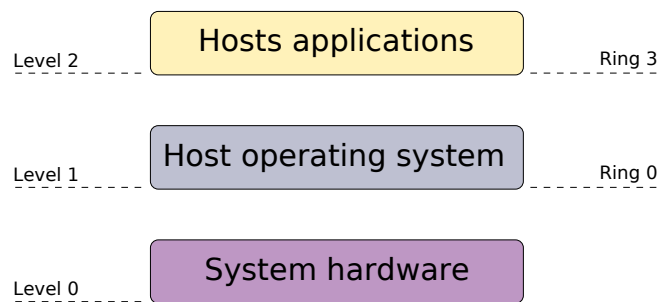 Hosts applications
Level 2
Ring 3
Host operating system
Level 1
Ring 0
System hardware
Level 0